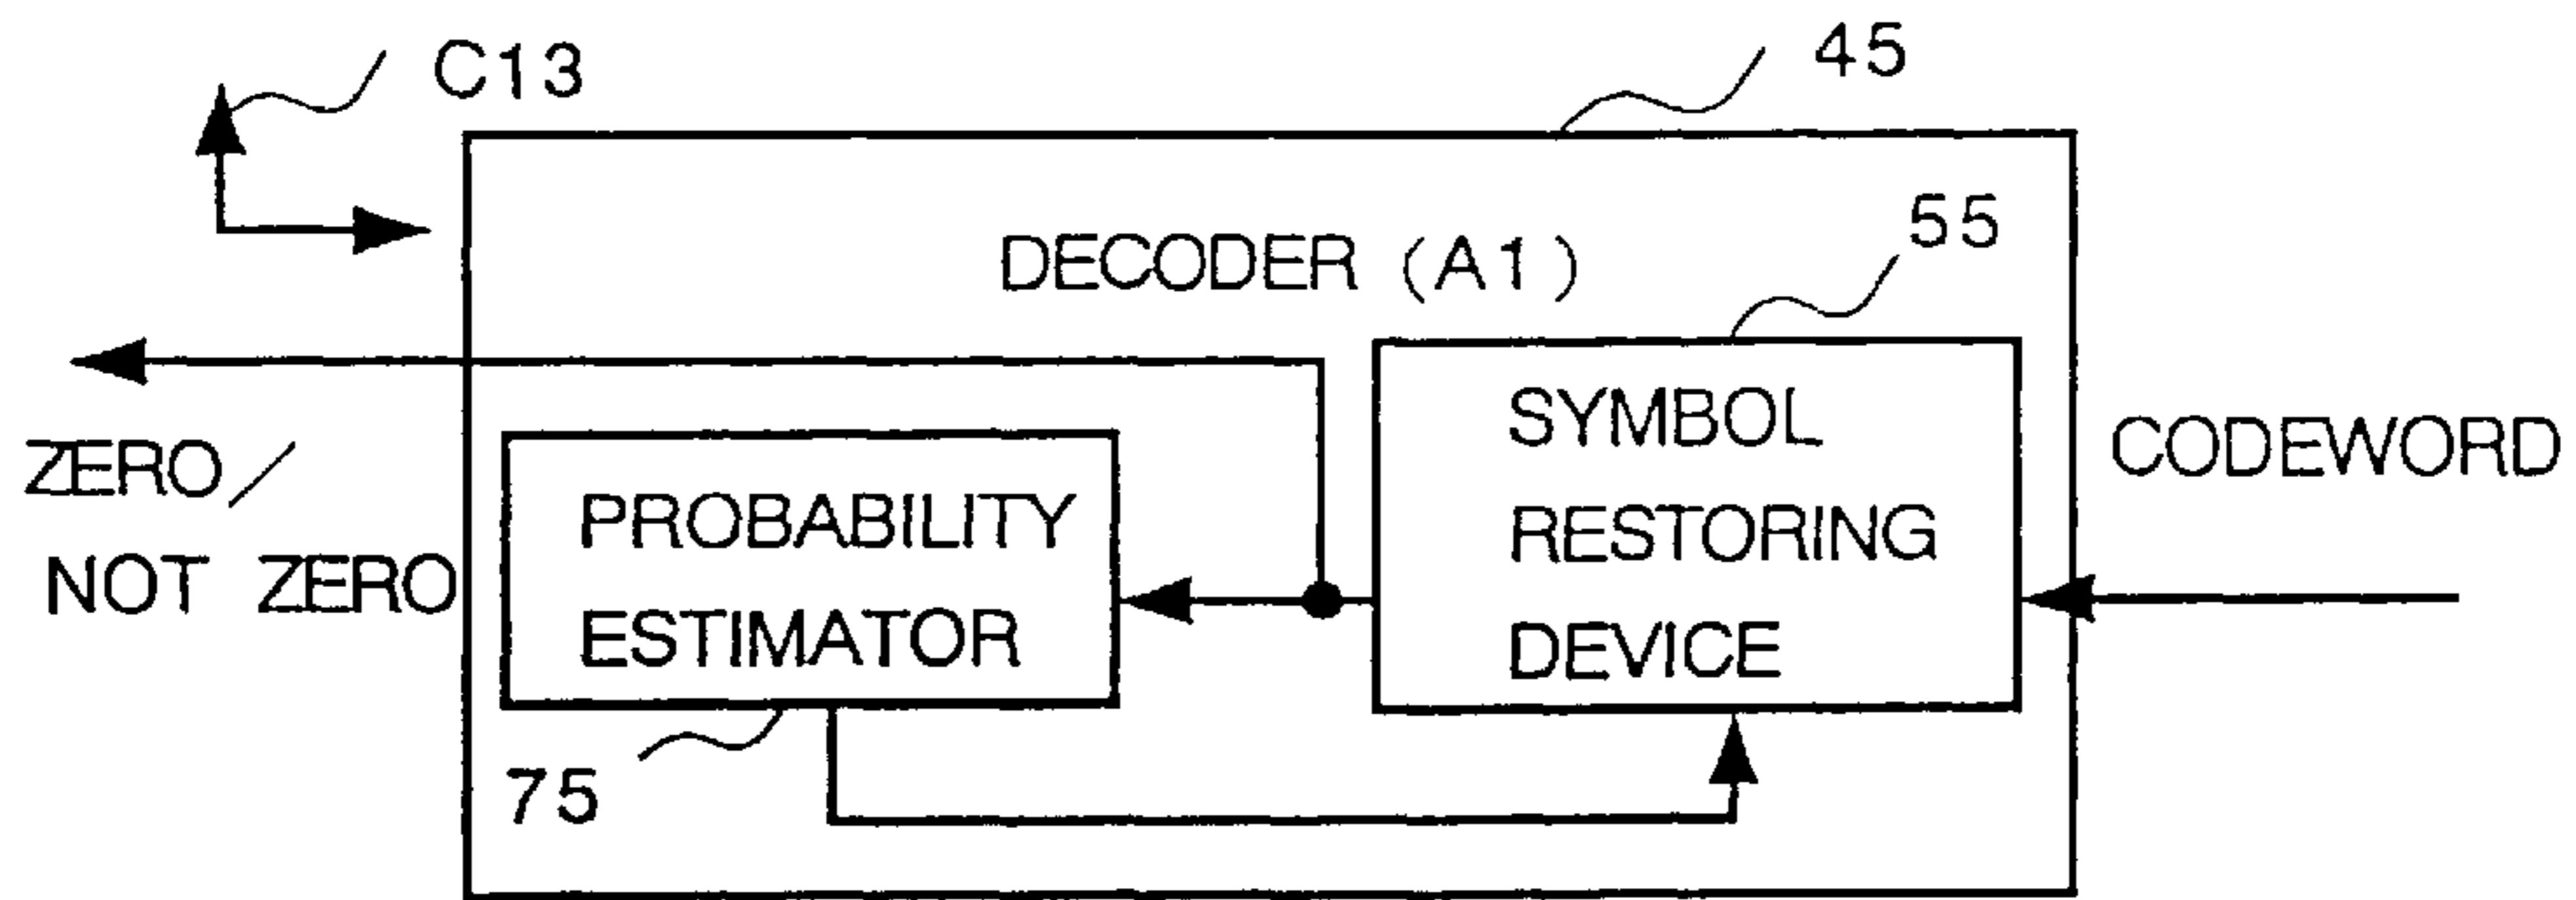 C13
45
DECODER (A1)
55
ZERO/
NOT ZERO
PROBABILITY
ESTIMATOR
75
SYMBOL
RESTORING
DEVICE
CODEWORD